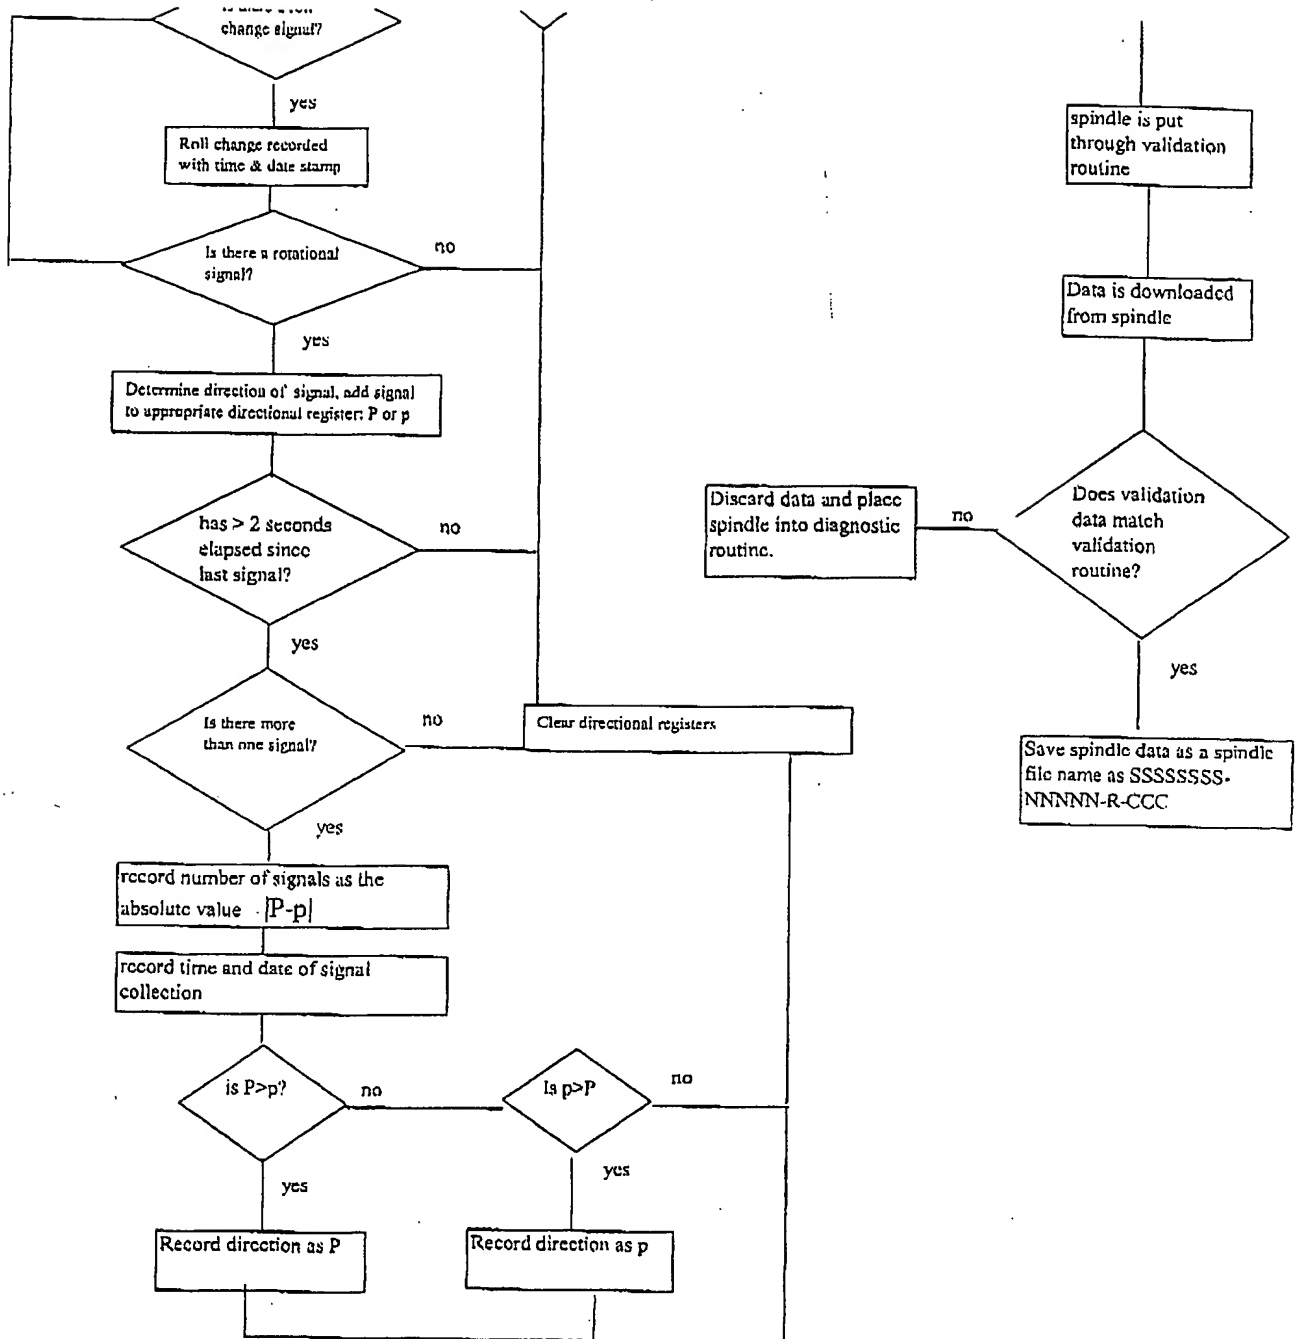 change signal?
yes
Roll change recorded
with time & date stamp
Is there a rotational
signal?
no
yes
Determine direction of signal, add signal
to appropriate directional register: P or p
has > 2 seconds
elapsed since
last signal?
no
yes
Is there more
than one signal?
no
Clear directional registers
yes
record number of signals as the
absolute value |P-p|
record time and date of signal
collection
is P>p?
no
Is p>P
no
yes
yes
Record direction as P
Record direction as p
spindle is put
through validation
routine
Data is downloaded
from spindle
Does validation
data match
validation
routine?
no
Discard data and place
spindle into diagnostic
routine.
yes
Save spindle data as a spindle
file name as SSSSSSSS-
NNNNN-R-CCC